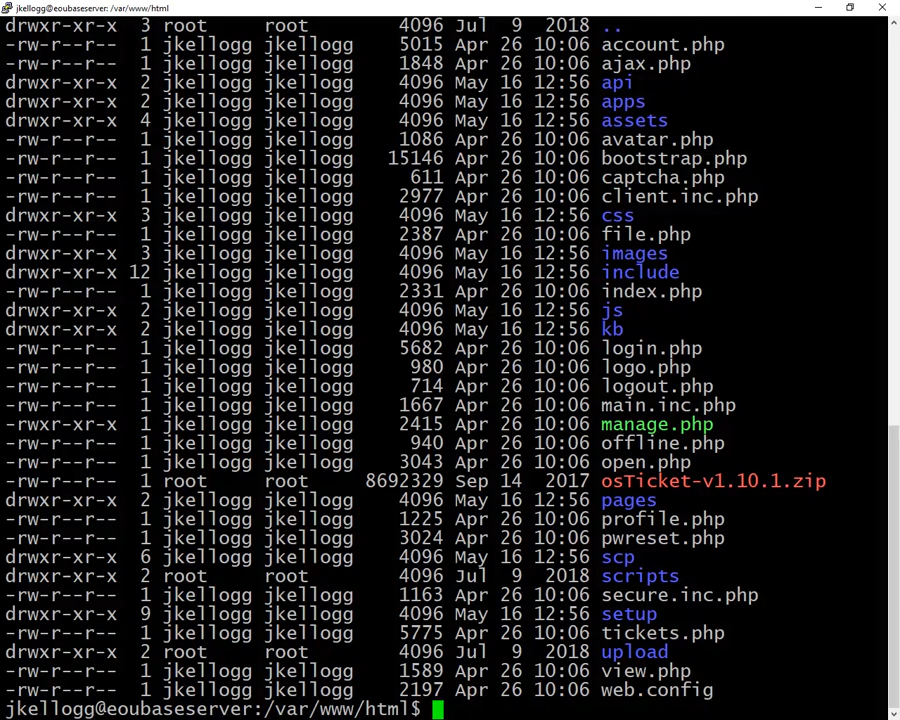 jkellogg@eoubaseserver: /var/www/html
drwxr-xr-x 3 root root 4096 Jul 9 2018 ..
-rw-r--r-- 1 jkellogg jkellogg 5015 Apr 26 10:06 account.php
-rw-r--r-- 1 jkellogg jkellogg 1848 Apr 26 10:06 ajax.php
drwxr-xr-x 2 jkellogg jkellogg 4096 May 16 12:56 api
drwxr-xr-x 2 jkellogg jkellogg 4096 May 16 12:56 apps
drwxr-xr-x 4 jkellogg jkellogg 4096 May 16 12:56 assets
-rw-r--r-- 1 jkellogg jkellogg 1086 Apr 26 10:06 avatar.php
-rw-r--r-- 1 jkellogg jkellogg 15146 Apr 26 10:06 bootstrap.php
-rw-r--r-- 1 jkellogg jkellogg 611 Apr 26 10:06 captcha.php
-rw-r--r-- 1 jkellogg jkellogg 2977 Apr 26 10:06 client.inc.php
drwxr-xr-x 3 jkellogg jkellogg 4096 May 16 12:56 css
-rw-r--r-- 1 jkellogg jkellogg 2387 Apr 26 10:06 file.php
drwxr-xr-x 3 jkellogg jkellogg 4096 May 16 12:56 images
drwxr-xr-x 12 jkellogg jkellogg 4096 May 16 12:56 include
-rw-r--r-- 1 jkellogg jkellogg 2331 Apr 26 10:06 index.php
drwxr-xr-x 2 jkellogg jkellogg 4096 May 16 12:56 js
drwxr-xr-x 2 jkellogg jkellogg 4096 May 16 12:56 kb
-rw-r--r-- 1 jkellogg jkellogg 5682 Apr 26 10:06 login.php
-rw-r--r-- 1 jkellogg jkellogg 980 Apr 26 10:06 logo.php
-rw-r--r-- 1 jkellogg jkellogg 714 Apr 26 10:06 logout.php
-rw-r--r-- 1 jkellogg jkellogg 1667 Apr 26 10:06 main.inc.php
-rwxr-xr-x 1 jkellogg jkellogg 2415 Apr 26 10:06 manage.php
-rw-r--r-- 1 jkellogg jkellogg 940 Apr 26 10:06 offline.php
-rw-r--r-- 1 jkellogg jkellogg 3043 Apr 26 10:06 open.php
-rw-r--r-- 1 root root 8692329 Sep 14 2017 osTicket-v1.10.1.zip
drwxr-xr-x 2 jkellogg jkellogg 4096 May 16 12:56 pages
-rw-r--r-- 1 jkellogg jkellogg 1225 Apr 26 10:06 profile.php
-rw-r--r-- 1 jkellogg jkellogg 3024 Apr 26 10:06 pwreset.php
drwxr-xr-x 6 jkellogg jkellogg 4096 May 16 12:56 scp
drwxr-xr-x 2 root root 4096 Jul 9 2018 scripts
-rw-r--r-- 1 jkellogg jkellogg 1163 Apr 26 10:06 secure.inc.php
drwxr-xr-x 9 jkellogg jkellogg 4096 May 16 12:56 setup
-rw-r--r-- 1 jkellogg jkellogg 5775 Apr 26 10:06 tickets.php
drwxr-xr-x 2 root root 4096 Jul 9 2018 upload
-rw-r--r-- 1 jkellogg jkellogg 1589 Apr 26 10:06 view.php
-rw-r--r-- 1 jkellogg jkellogg 2197 Apr 26 10:06 web.config
jkellogg@eoubaseserver:/var/www/html$